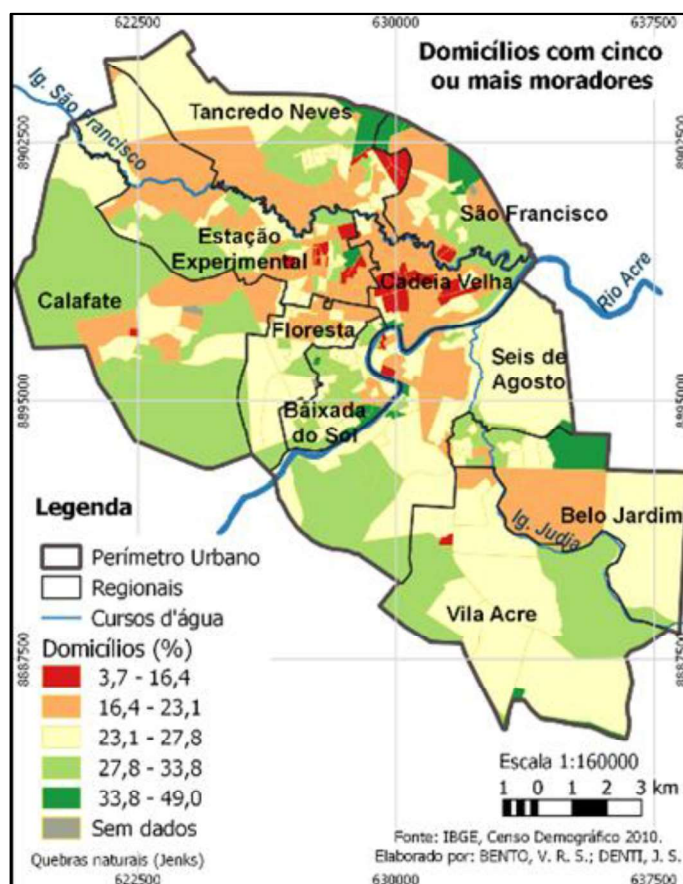 622500 630000 637500
Domicílios com cinco
ou mais moradores
Ig. São Francisco
Tancredo Neves
8902500 8902500
São Francisco
Estação
Experimental
Cadeia Velha
Rio Acre
Calafate
Floresta
Seis de
Agosto
8895000 8895000
Baixada
do Sol
Legenda
Perímetro Urbano
Regionais
Cursos d'água
Domicílios (%)
3,7 - 16,4
16,4 - 23,1
23,1 - 27,8
27,8 - 33,8
33,8 - 49,0
Sem dados
Quebras naturais (Jenks)
Belo Jardim
Ig. Judia
Vila Acre
8887500 8887500
Escala 1:160000
1 0 1 2 3 km
Fonte: IBGE, Censo Demográfico 2010.
Elaborado por: BENTO, V. R. S.; DENTI, J. S.
622500 630000 637500